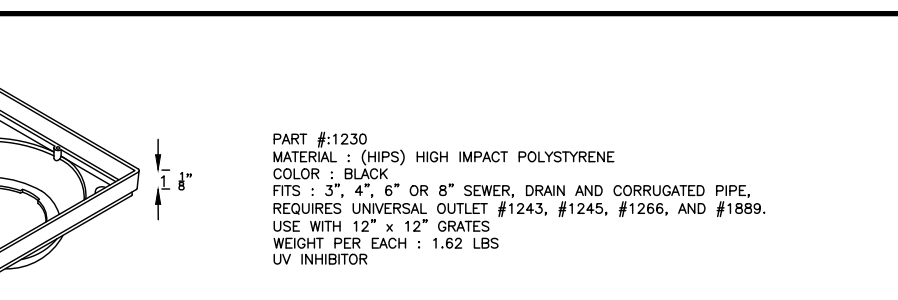 PART #:1230
MATERIAL : (HIPS) HIGH IMPACT POLYSTYRENE
COLOR : BLACK
FITS : 3", 4", 6" OR 8" SEWER, DRAIN AND CORRUGATED PIPE,
REQUIRES UNIVERSAL OUTLET #1243, #1245, #1266, AND #1889.
USE WITH 12" x 12" GRATES
WEIGHT PER EACH : 1.62 LBS
UV INHIBITOR
1 1/8"